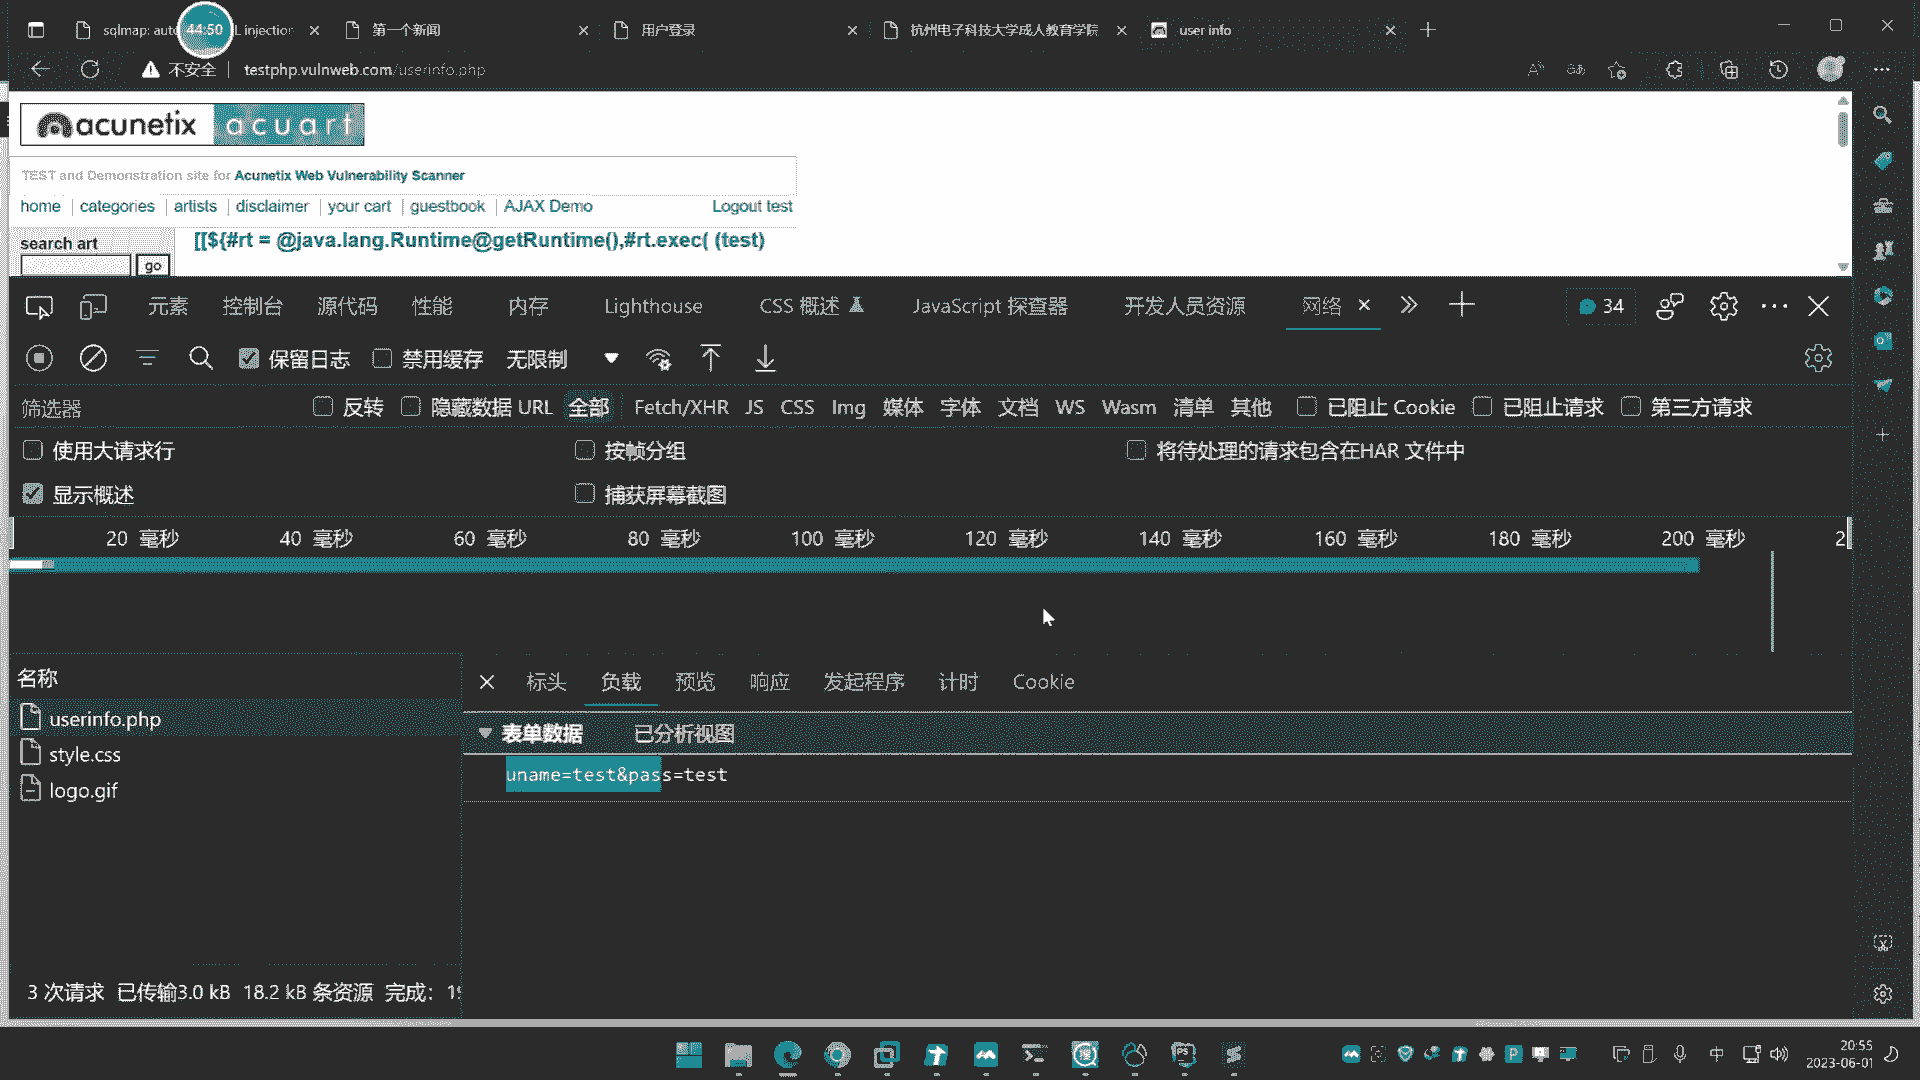 sqlmap: auto
44:50
L injection
第一个新闻
用户登录
杭州电子科技大学成人教育学院
user info
不安全
testphp.vulnweb.com/userinfo.php
acunetix acuart
TEST and Demonstration site for Acunetix Web Vulnerability Scanner
home categories artists disclaimer your cart guestbook AJAX Demo Logout test
search art
go
[[${#rt = @java.lang.Runtime@getRuntime(),#rt.exec( (test)
元素 控制台 源代码 性能 内存 Lighthouse CSS 概述 JavaScript 探查器 开发人员资源 网络 34
保留日志 禁用缓存 无限制
筛选器 反转 隐藏数据 URL 全部 Fetch/XHR JS CSS Img 媒体 字体 文档 WS Wasm 清单 其他 已阻止 Cookie 已阻止请求 第三方请求
使用大请求行 按帧分组 将待处理的请求包含在HAR 文件中
显示概述 捕获屏幕截图
20 毫秒 40 毫秒 60 毫秒 80 毫秒 100 毫秒 120 毫秒 140 毫秒 160 毫秒 180 毫秒 200 毫秒 2
名称
userinfo.php
style.css
logo.gif
标头 负载 预览 响应 发起程序 计时 Cookie
表单数据 已分析视图
uname=test&pass=test
3 次请求 已传输3.0 kB 18.2 kB 条资源 完成: 19
中
20:55
2023-06-01